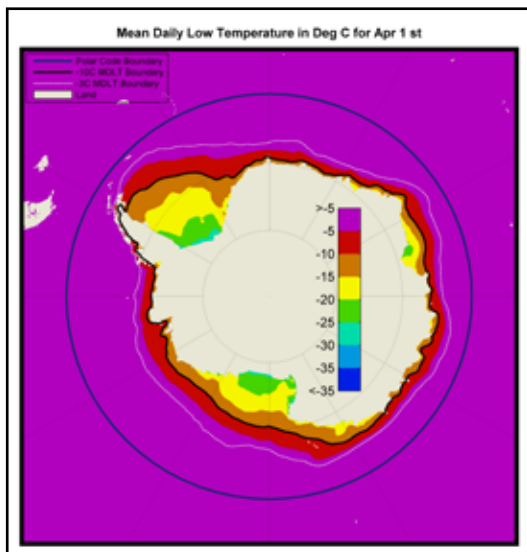 Mean Daily Low Temperature in Deg C for Apr 1 st
Polar Code Boundary
-10C MDLT Boundary
-3C MDLT Boundary
Land
>-5
-5
-10
-15
-20
-25
-30
-35
<-35